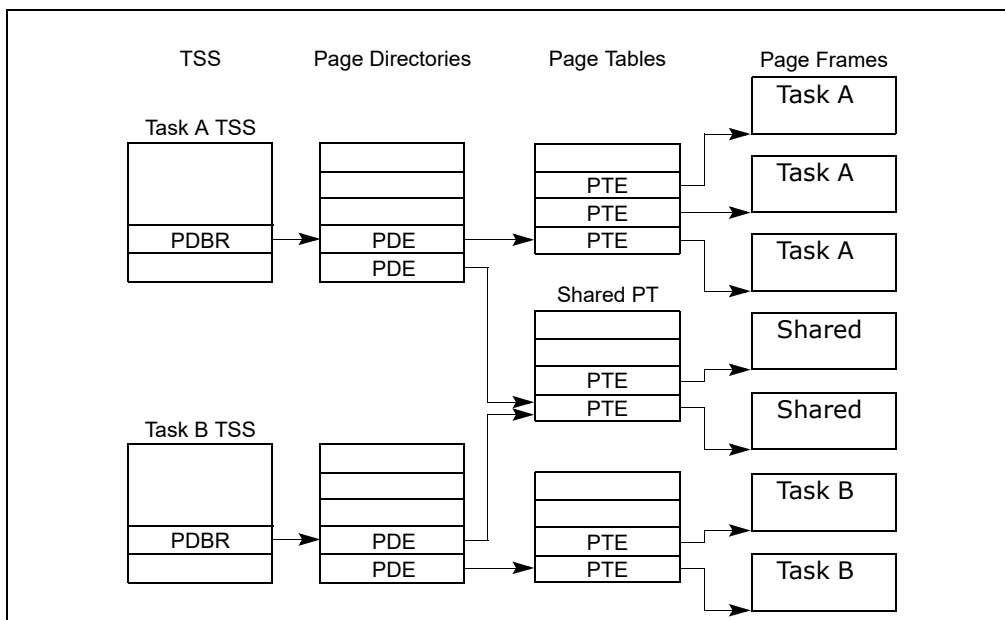 TSS Page Directories Page Tables Page Frames
Task A TSS
Task A
PTE
Task A
PTE
PDBR PDE PTE
Task A
PDE
Shared PT
Shared
PTE
PTE
Shared
Task B TSS
Task B
PDBR PDE PTE
PDE PTE
Task B